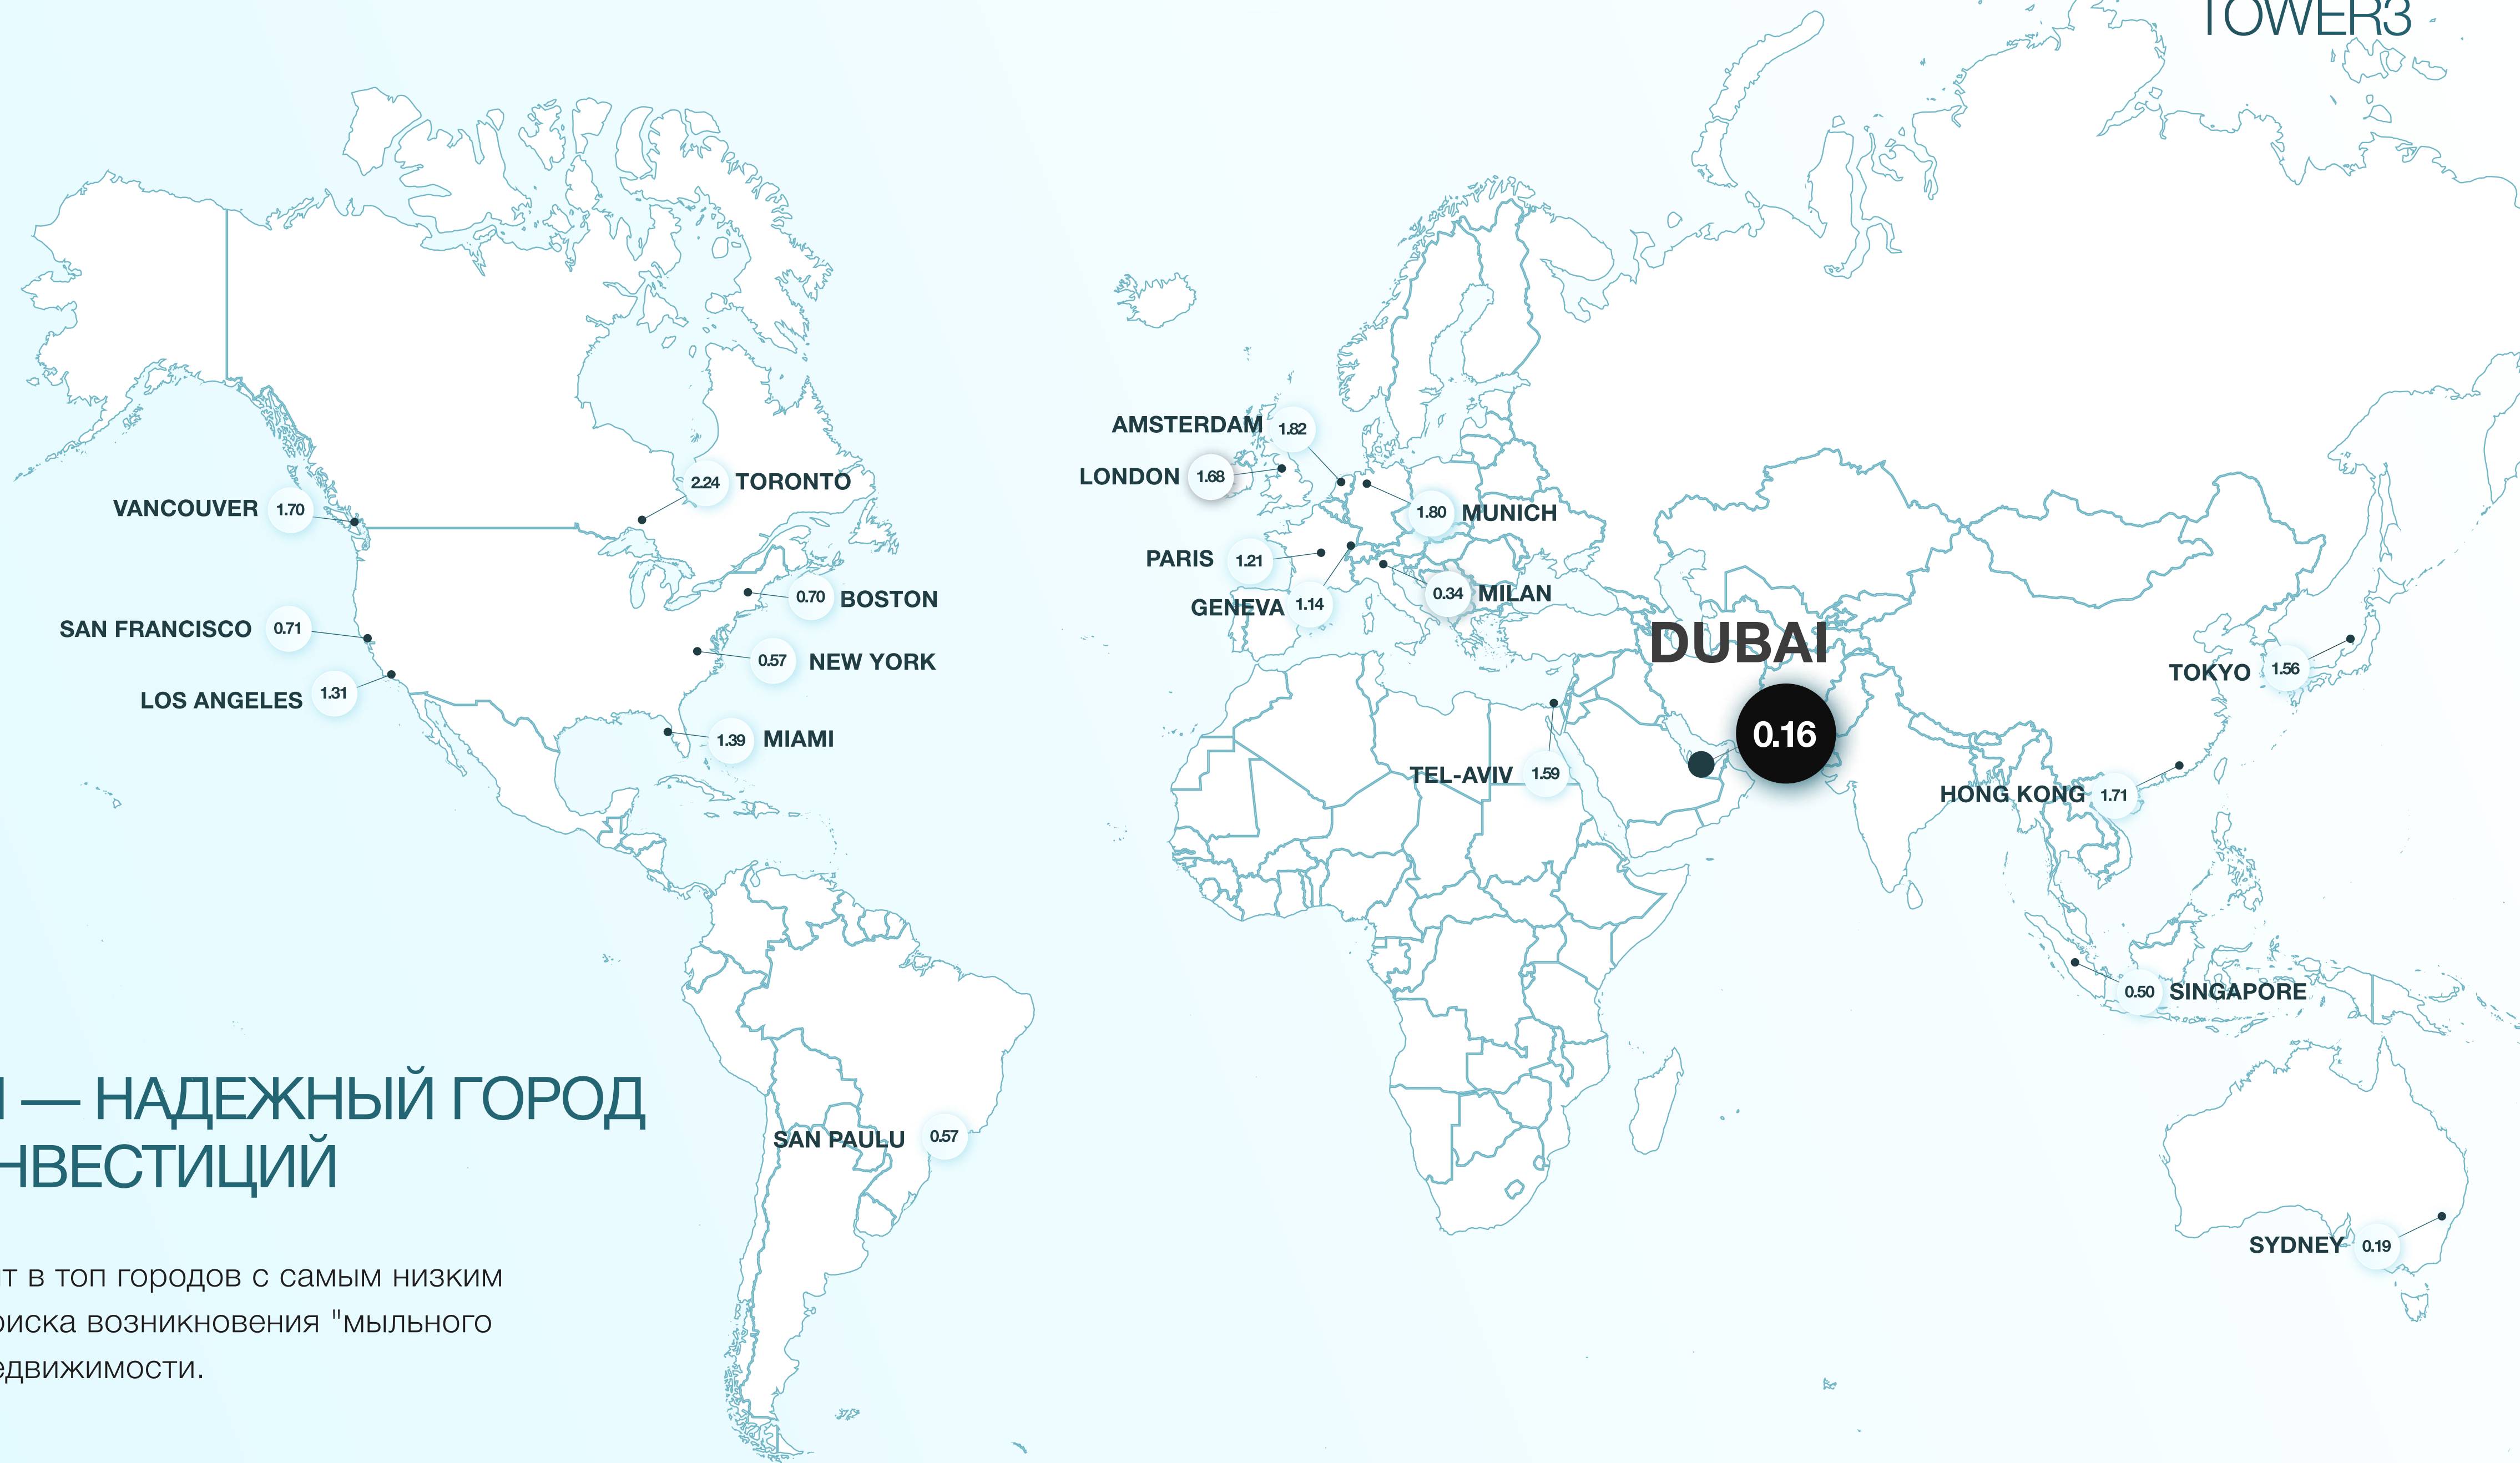 TOWER3
AMSTERDAM 1.82
LONDON 1.68
2.24 TORONTO
VANCOUVER 1.70
1.80 MUNICH
PARIS 1.21
0.34 MILAN
GENEVA 1.14
0.70 BOSTON
SAN FRANCISCO 0.71
DUBAI
0.57 NEW YORK
TOKYO 1.56
LOS ANGELES 1.31
0.16
1.39 MIAMI
TEL-AVIV 1.59
HONG KONG 1.71
0.50 SINGAPORE
— НАДЕЖНЫЙ ГОРОД
НВЕСТИЦИЙ
SAN PAULU 0.57
SYDNEY 0.19
т в топ городов с самым низким
риска возникновения "мыльного
едвижимости.